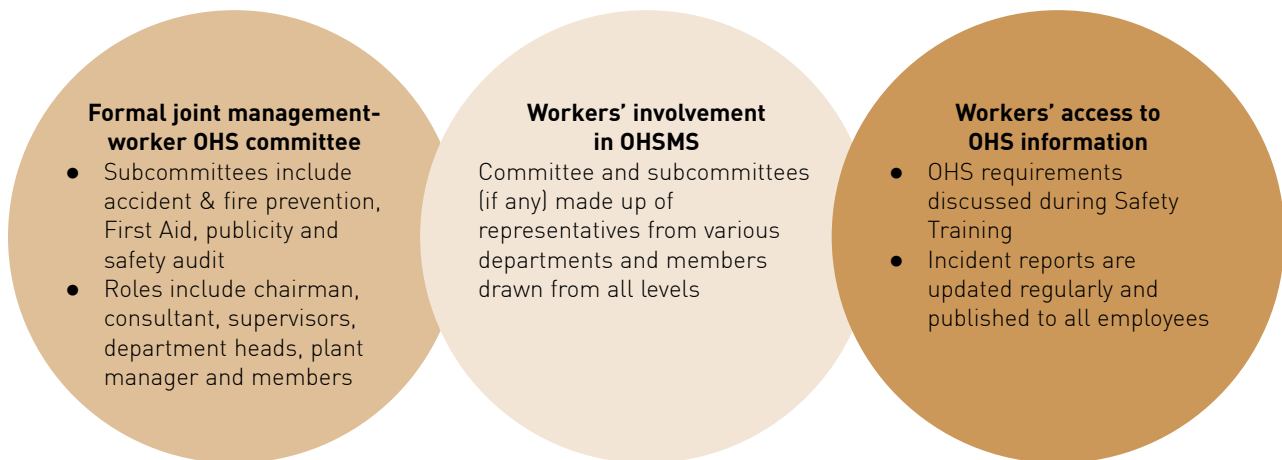 Formal joint management-
worker OHS committee
● Subcommittees include
accident & fire prevention,
First Aid, publicity and
safety audit
● Roles include chairman,
consultant, supervisors,
department heads, plant
manager and members
Workers’ involvement
in OHSMS
Committee and subcommittees
(if any) made up of
representatives from various
departments and members
drawn from all levels
Workers’ access to
OHS information
● OHS requirements
discussed during Safety
Training
● Incident reports are
updated regularly and
published to all employees